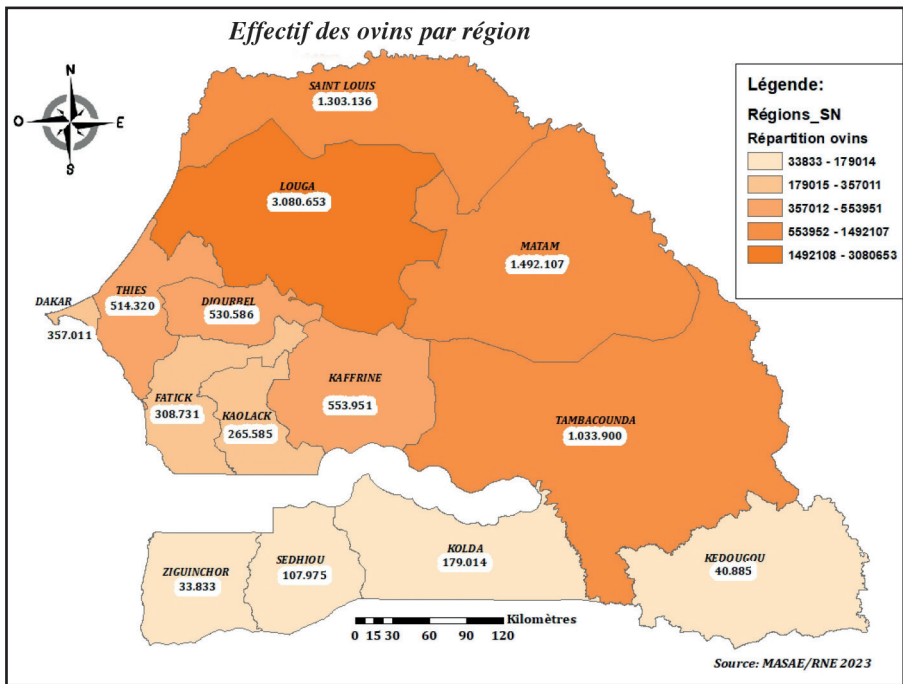 Effectif des ovins par région
N
O
E
S
SAINT LOUIS
1.303.136
LOUGA
3.080.653
MATAM
1.492.107
THIES
514.320
DIOURBEL
530.586
DAKAR
357.011
KAFFRINE
553.951
FATICK
308.731
KAOLACK
265.585
TAMBACOUNDA
1.033.900
ZIGUINCHOR
33.833
SEDHIOU
107.975
KOLDA
179.014
KEDOUGOU
40.885
Légende:
Régions_SN
Répartition ovins
33833 - 179014
179015 - 357011
357012 - 553951
553952 - 1492107
1492108 - 3080653
Kilomètres
0 15 30 60 90 120
Source: MASAE/RNE 2023